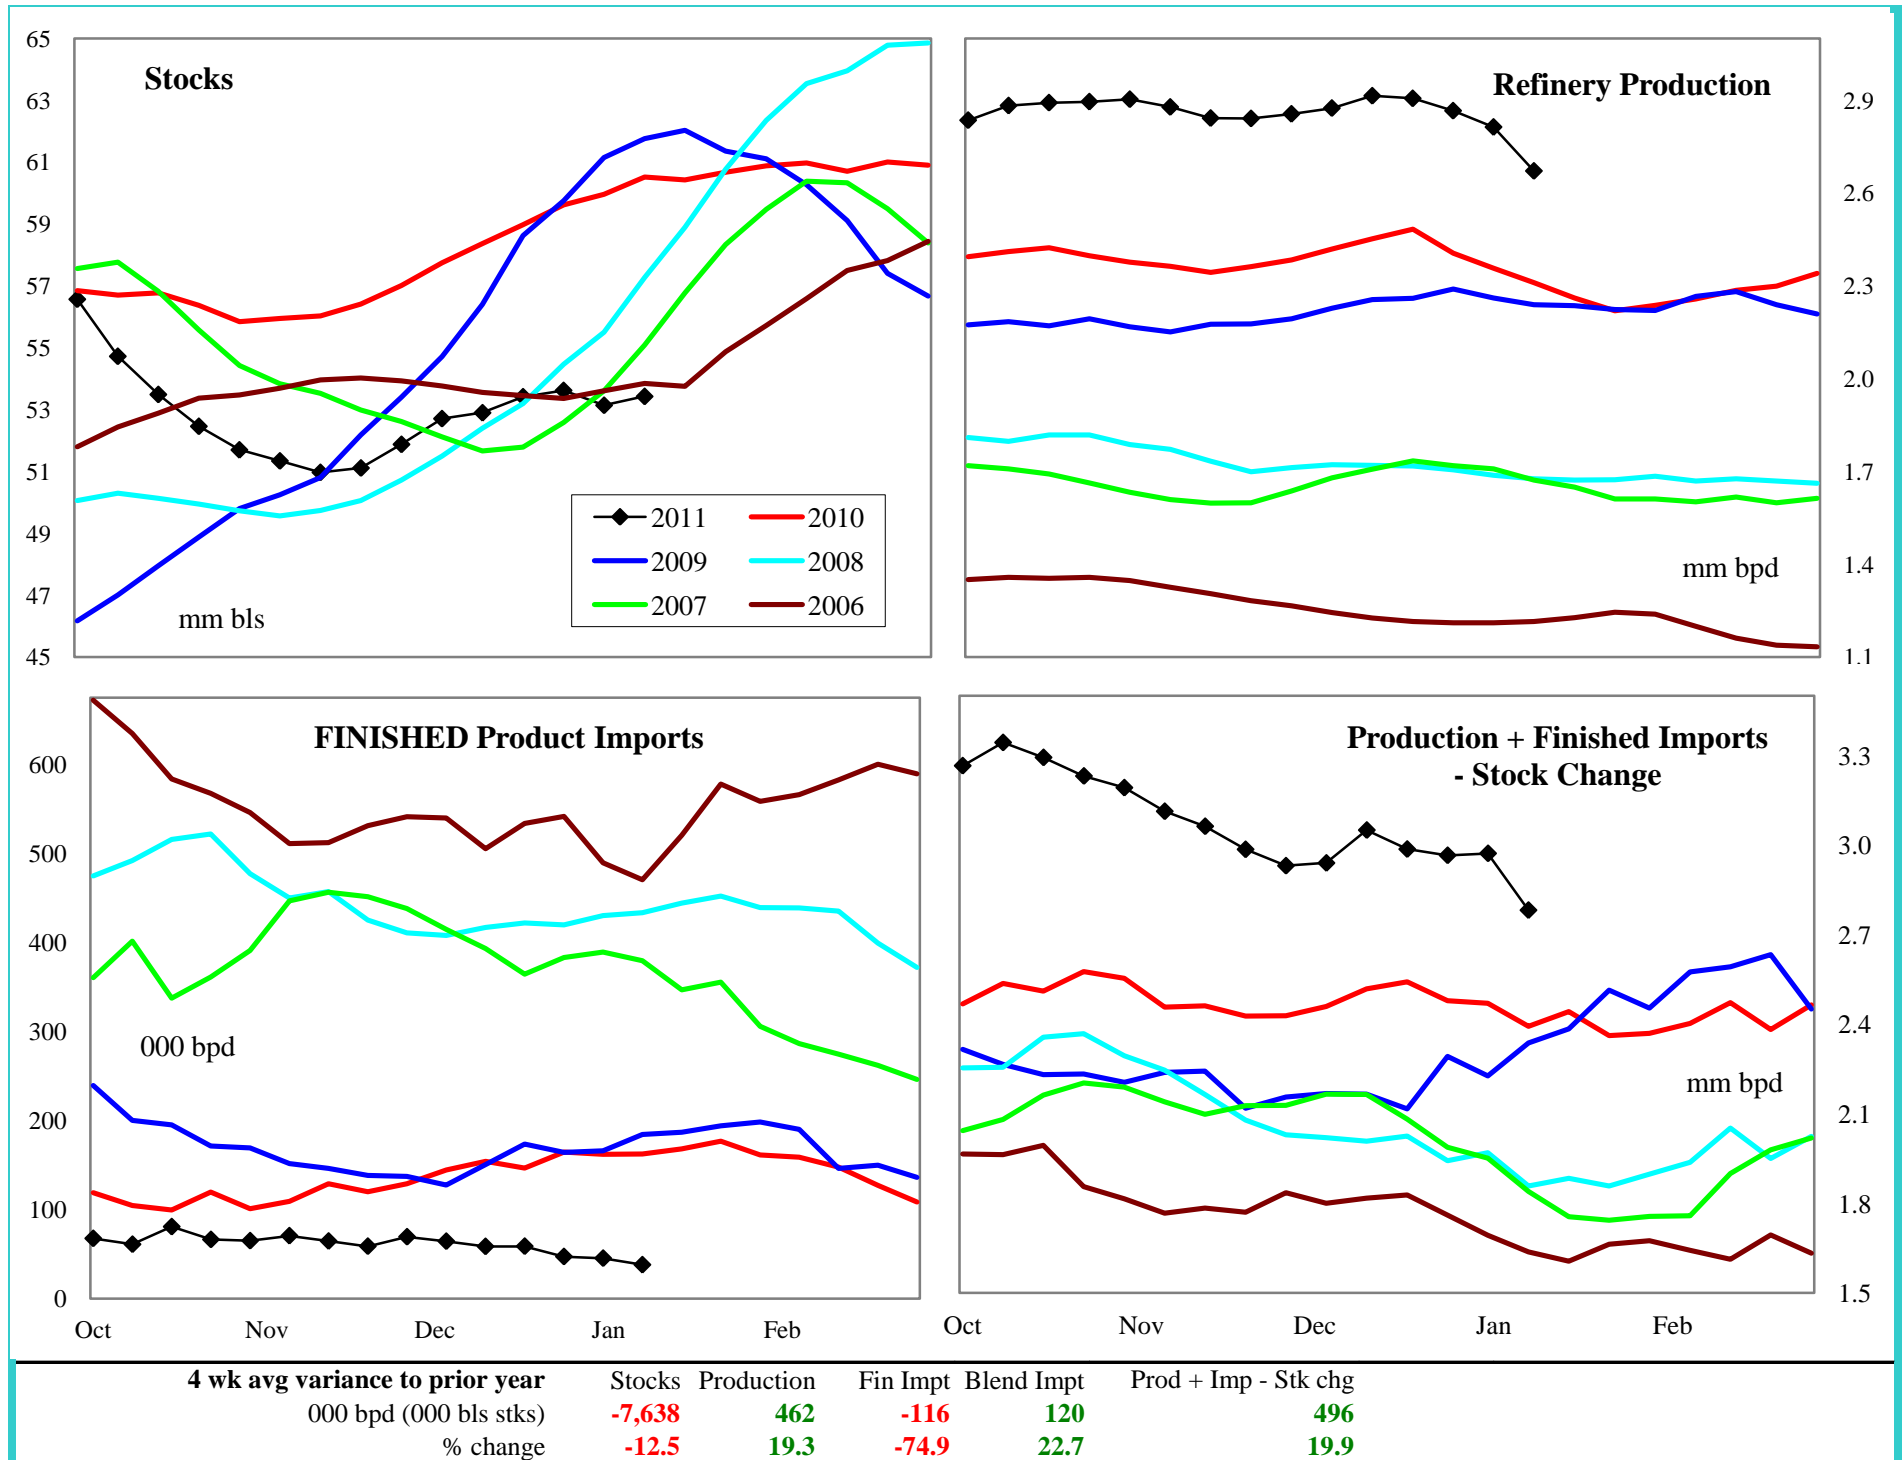 Stocks
65
63
61
59
57
55
53
51
49
47
45
mm bls
2011 2010
2009 2008
2007 2006
Refinery Production
2.9
2.6
2.3
2.0
1.7
1.4
1.1
mm bpd
FINISHED Product Imports
600
500
400
300
200
100
0
000 bpd
Oct Nov Dec Jan Feb
Production + Finished Imports
- Stock Change
3.3
3.0
2.7
2.4
2.1
1.8
1.5
mm bpd
Oct Nov Dec Jan Feb
4 wk avg variance to prior year Stocks Production Fin Impt Blend Impt Prod + Imp - Stk chg
000 bpd (000 bls stks) -7,638 462 -116 120 496
% change -12.5 19.3 -74.9 22.7 19.9